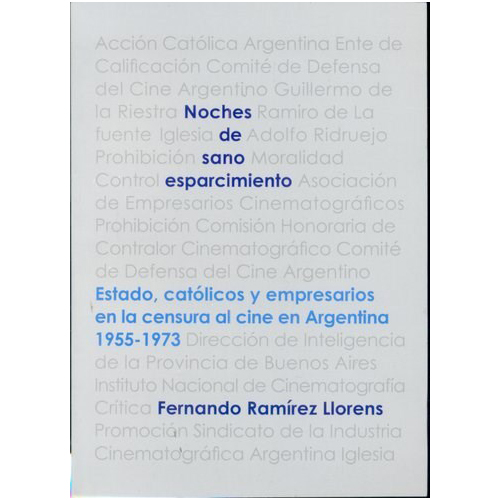 Acción Católica Argentina Ente de
Calificación Comité de Defensa
del Cine Argentino Guillermo de
la Riestra Noches Ramiro de La
fuente Iglesia de Adolfo Ridruejo
Prohibición sano Moralidad
Control esparcimiento Asociación
de Empresarios Cinematográficos
Prohibición Comisión Honoraria de
Contralor Cinematográfico Comité
de Defensa del Cine Argentino
Estado, católicos y empresarios
en la censura al cine en Argentina
1955-1973 Dirección de Inteligencia
de la Provincia de Buenos Aires
Instituto Nacional de Cinematografía
Crítica Fernando Ramírez Llorens
Promoción Sindicato de la Industria
Cinematográfica Argentina Iglesia